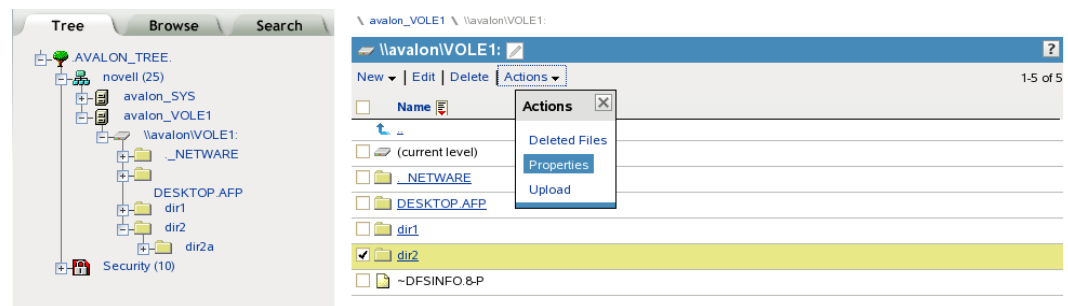 Tree Browse Search
.AVALON_TREE.
novell (25)
avalon_SYS
avalon_VOLE1
\\avalon\VOLE1:
._NETWARE
DESKTOP.AFP
dir1
dir2
dir2a
Security (10)
\ avalon_VOLE1 \ \\avalon\VOLE1:
\\avalon\VOLE1: ?
New | Edit | Delete | Actions 1-5 of 5
Name
..
(current level)
._NETWARE
DESKTOP.AFP
dir1
dir2
~DFSINFO.8-P
Actions
Deleted Files
Properties
Upload